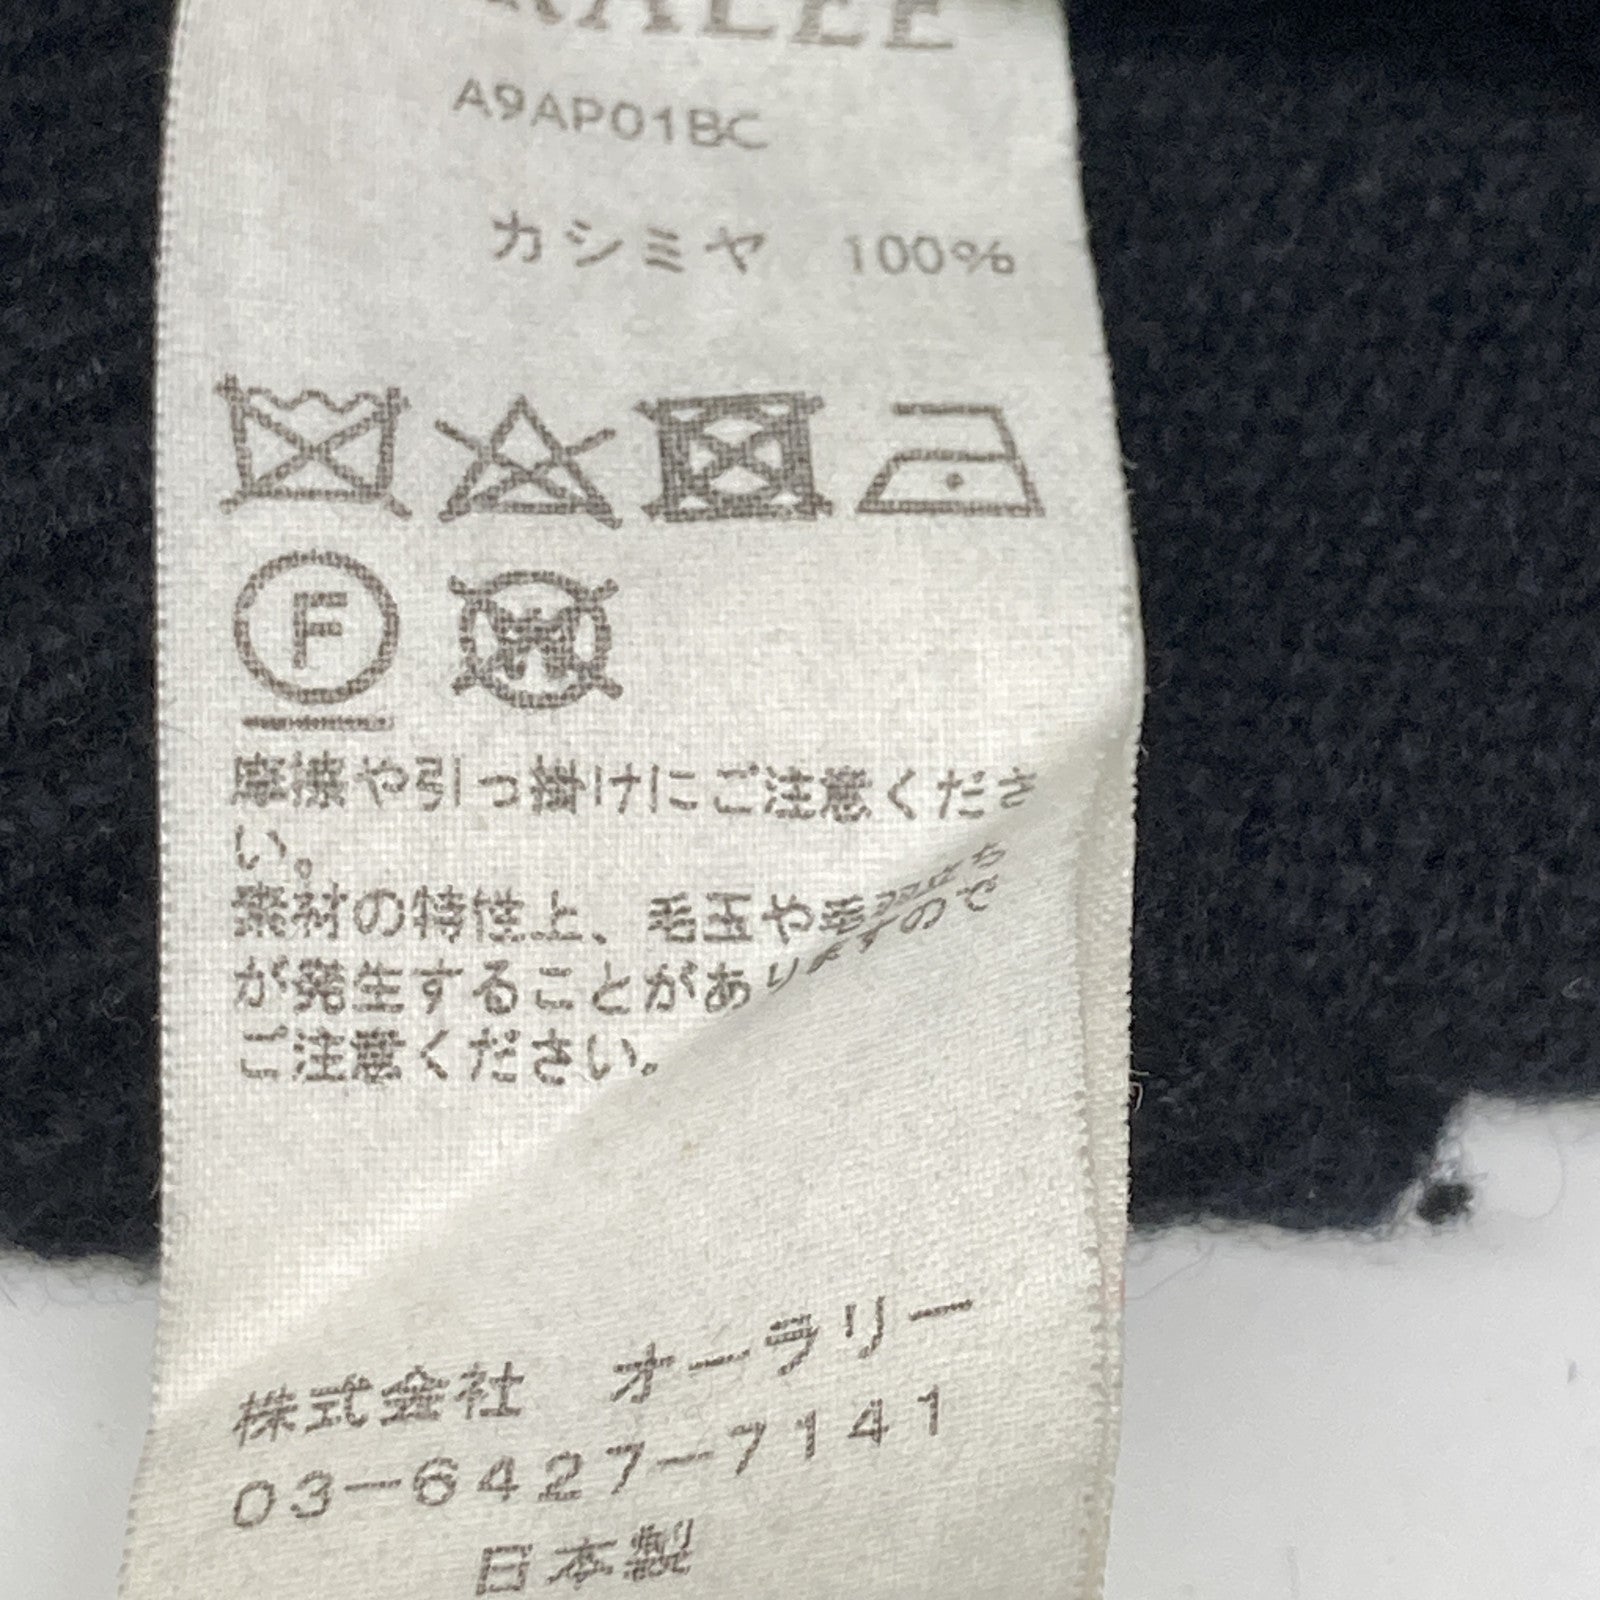 RALEE
A9AP01BC
カシミヤ 100%
F
W
摩擦や引っ掛けにご注意くださ
い。
素材の特性上、毛玉や毛羽立ち
が発生することがありますので
ご注意ください。
株式会社 オーラリー
03-6427-7141
日本製